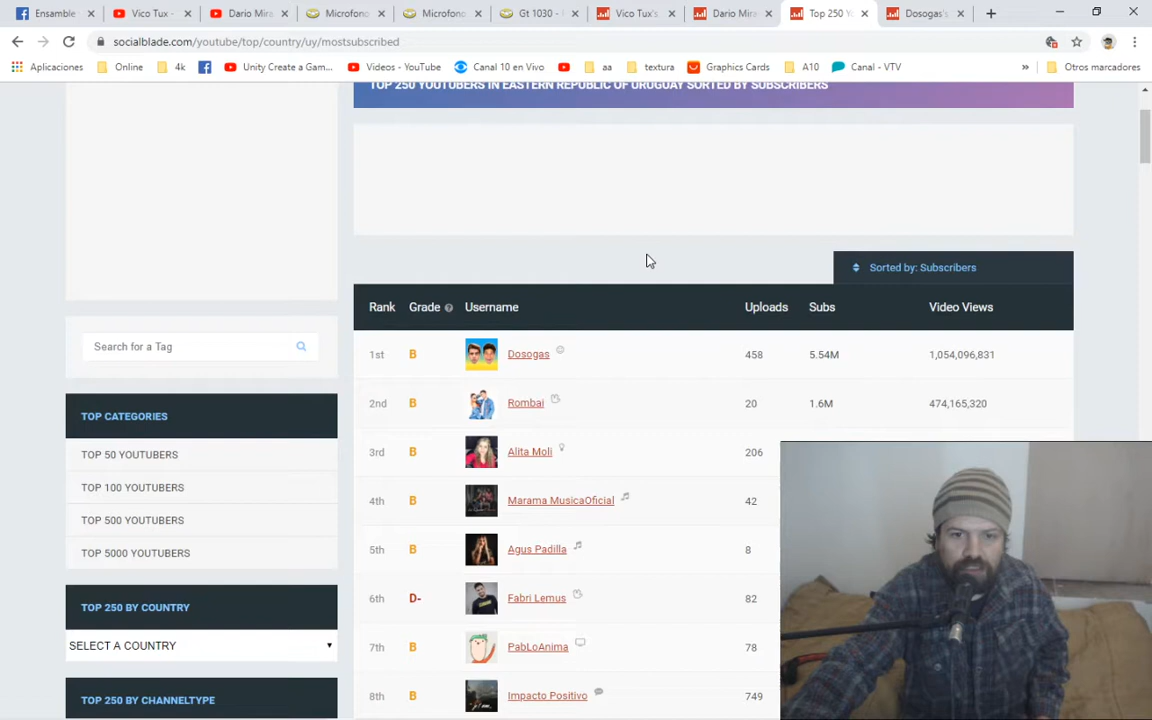 Ensamble
Vico Tux -
Dario Mira
Microfono
Microfono
Gt 1030 -
Vico Tux's
Dario Mira
Top 250 Y
Dosogas's
socialblade.com/youtube/top/country/uy/mostsubscribed
Aplicaciones
Online
4k
Unity Create a Gam...
Videos - YouTube
Canal 10 en Vivo
aa
textura
Graphics Cards
A10
Canal - VTV
»
Otros marcadores
TOP 250 YOUTUBERS IN EASTERN REPUBLIC OF URUGUAY SORTED BY SUBSCRIBERS
Sorted by: Subscribers
Rank Grade Username Uploads Subs Video Views
1st B Dosogas 458 5.54M 1,054,096,831
2nd B Rombai 20 1.6M 474,165,320
3rd B Alita Moli 206
4th B Marama MusicaOficial 42
5th B Agus Padilla 8
6th D- Fabri Lemus 82
7th B PabLoAnima 78
8th B Impacto Positivo 749
Search for a Tag
TOP CATEGORIES
TOP 50 YOUTUBERS
TOP 100 YOUTUBERS
TOP 500 YOUTUBERS
TOP 5000 YOUTUBERS
TOP 250 BY COUNTRY
SELECT A COUNTRY
TOP 250 BY CHANNELTYPE